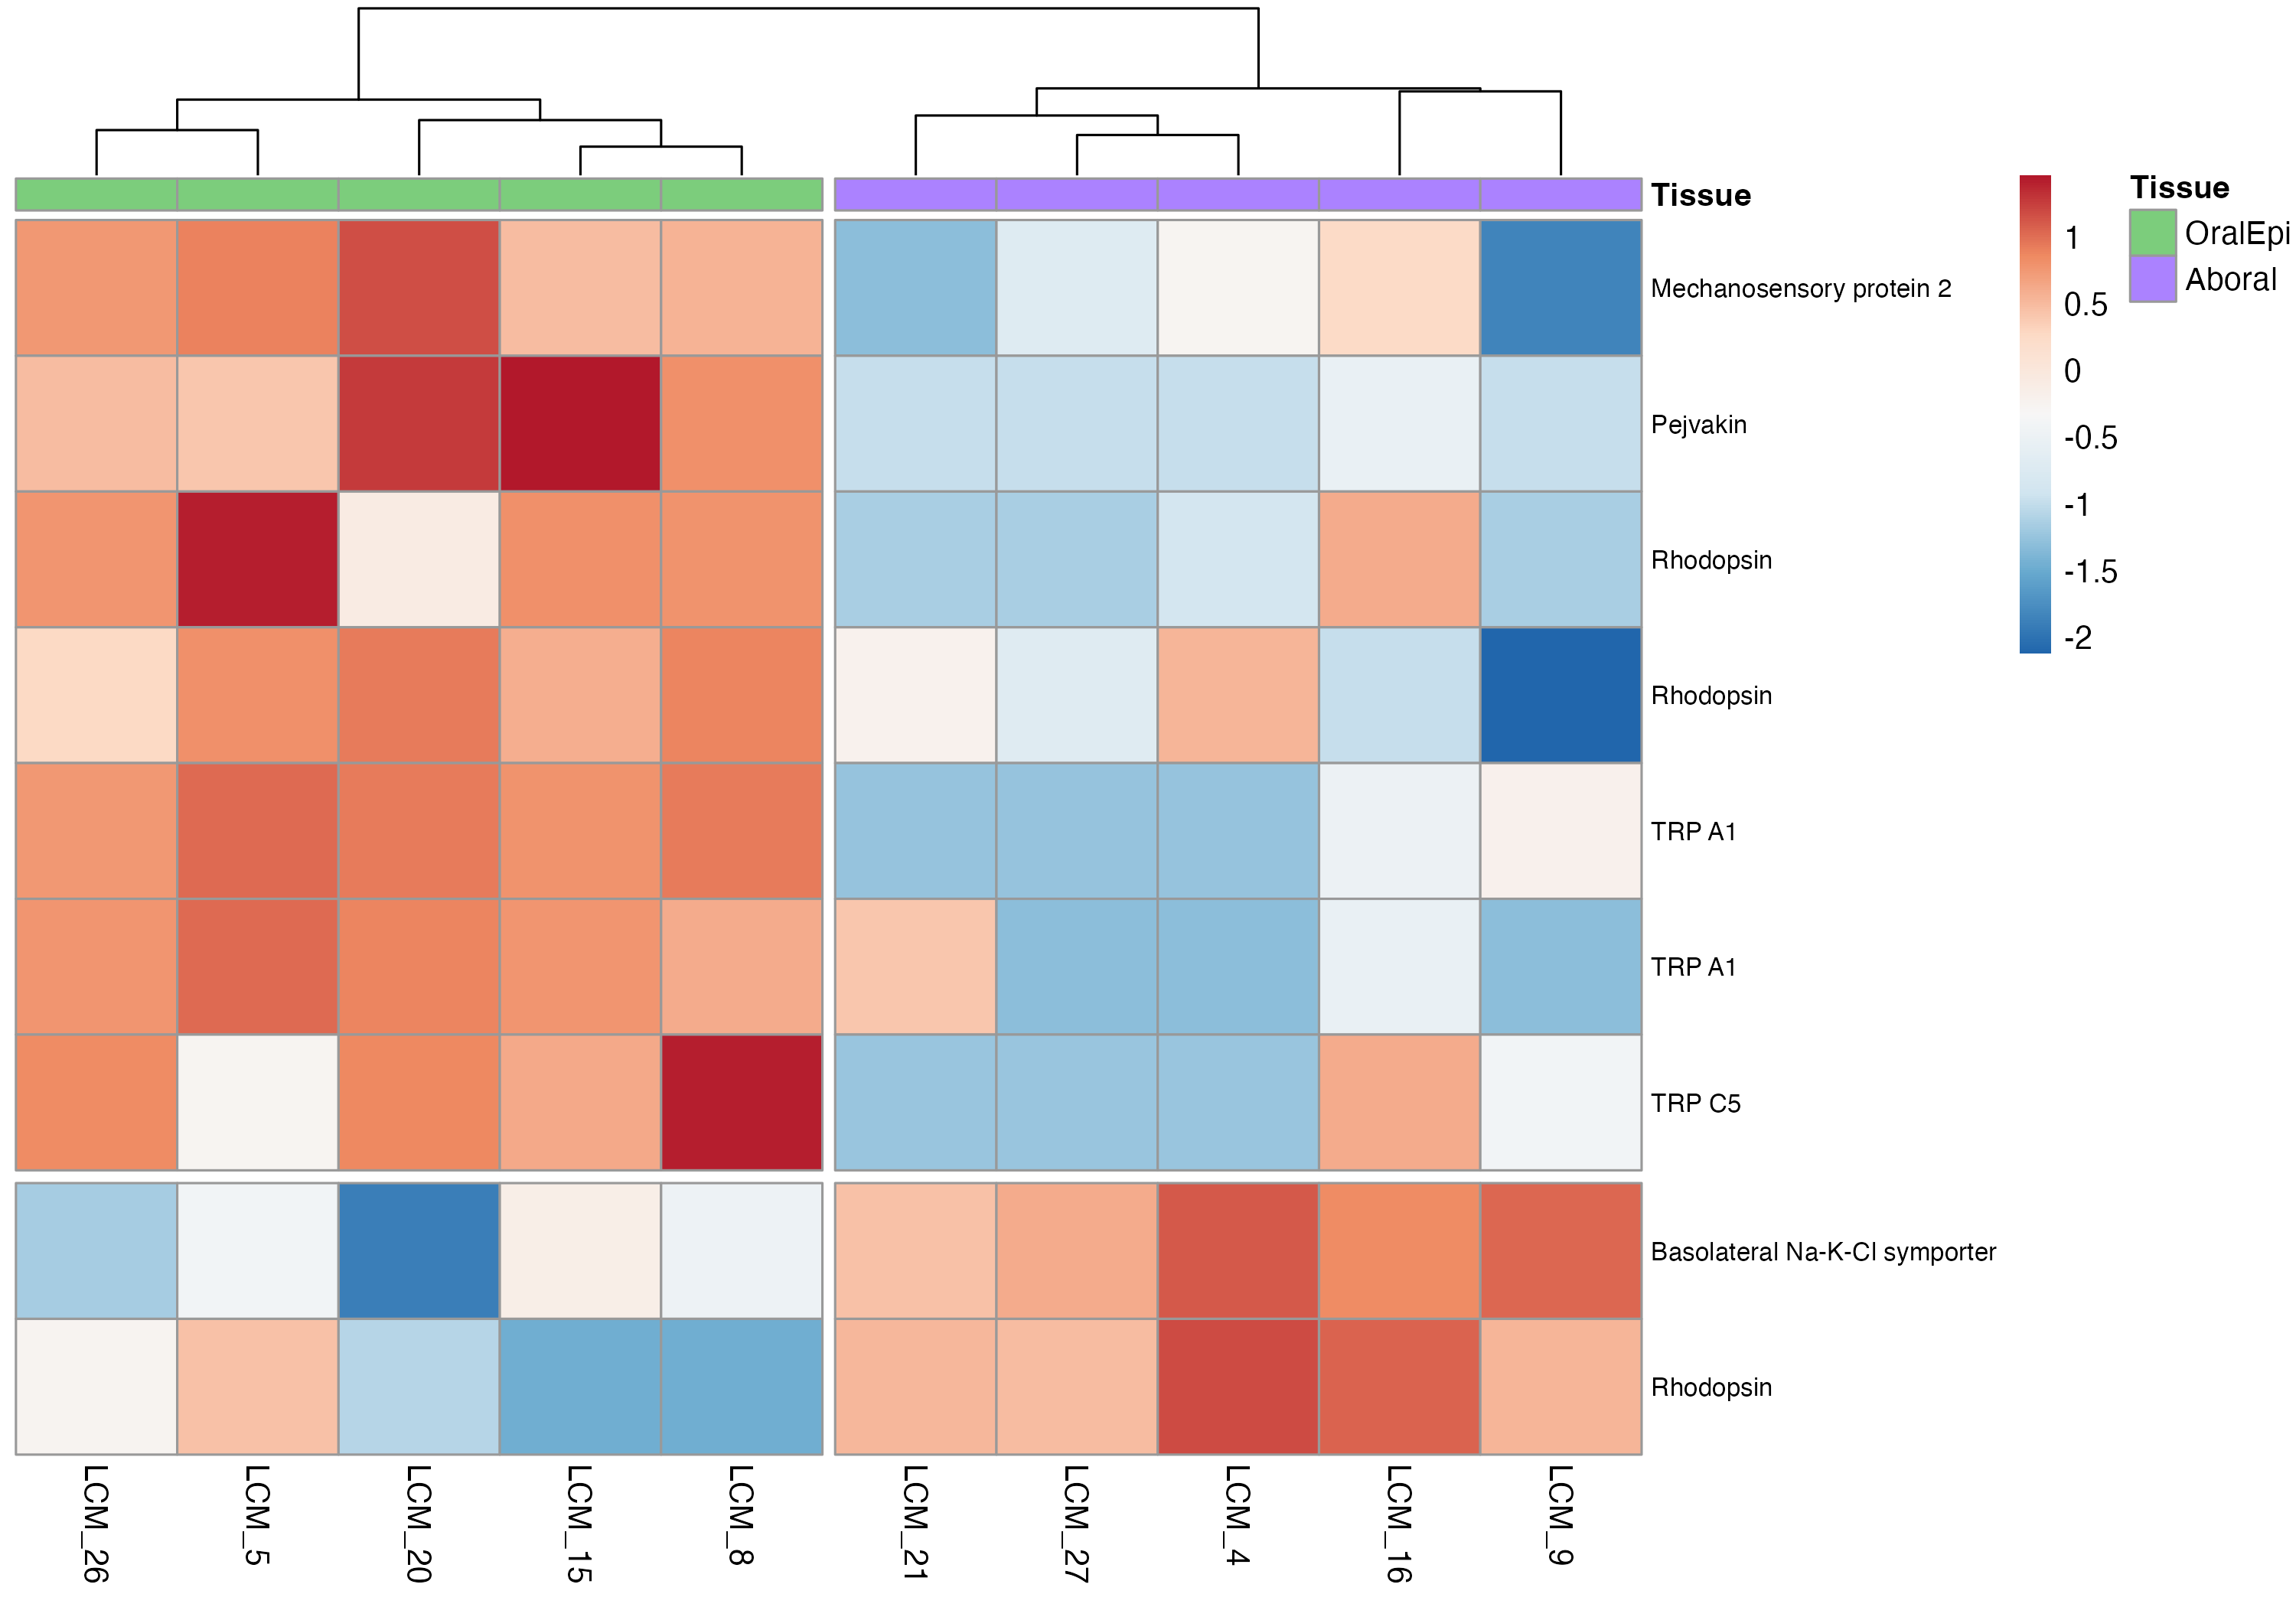 Tissue
Mechanosensory protein 2
Pejvakin
Rhodopsin
Rhodopsin
TRP A1
TRP A1
TRP C5
Basolateral Na-K-Cl symporter
Rhodopsin
LCM_26
LCM_5
LCM_20
LCM_15
LCM_8
LCM_21
LCM_27
LCM_4
LCM_16
LCM_9
1
0.5
0
-0.5
-1
-1.5
-2
Tissue
OralEpi
Aboral